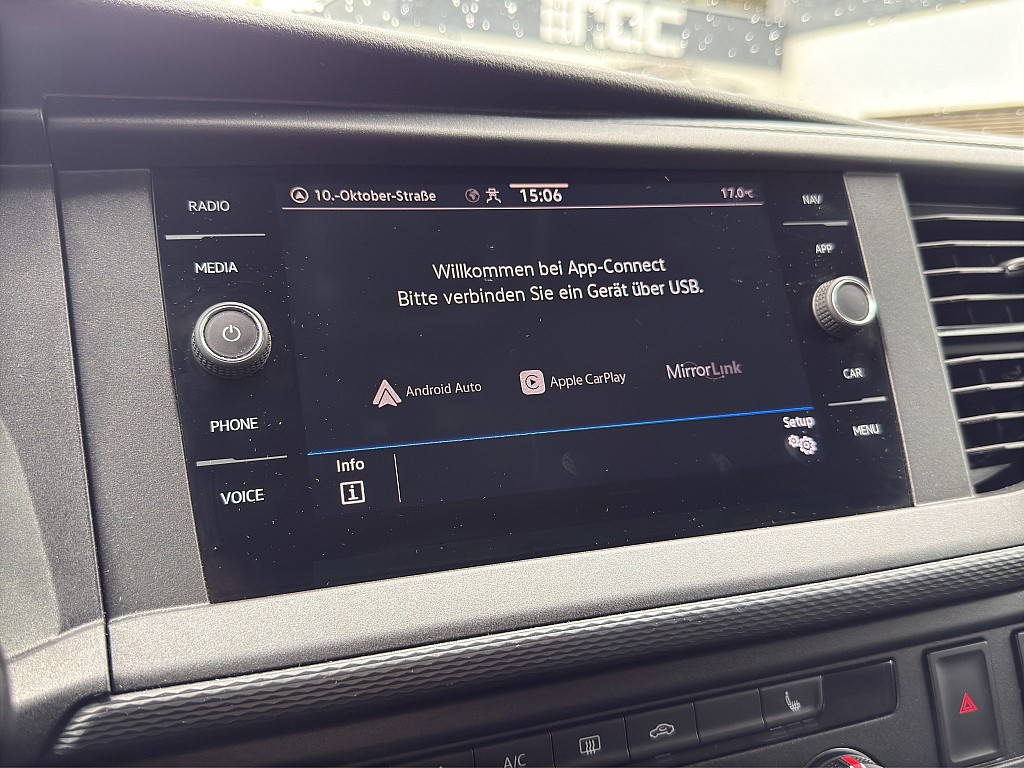 RADIO
MEDIA
PHONE
VOICE
10.-Oktober-Straße 15:06 17.0°C
Willkommen bei App-Connect
Bitte verbinden Sie ein Gerät über USB.
Android Auto Apple CarPlay MirrorLink
Setup
Info
i
NAV
APP
CAR
MENU
A/C